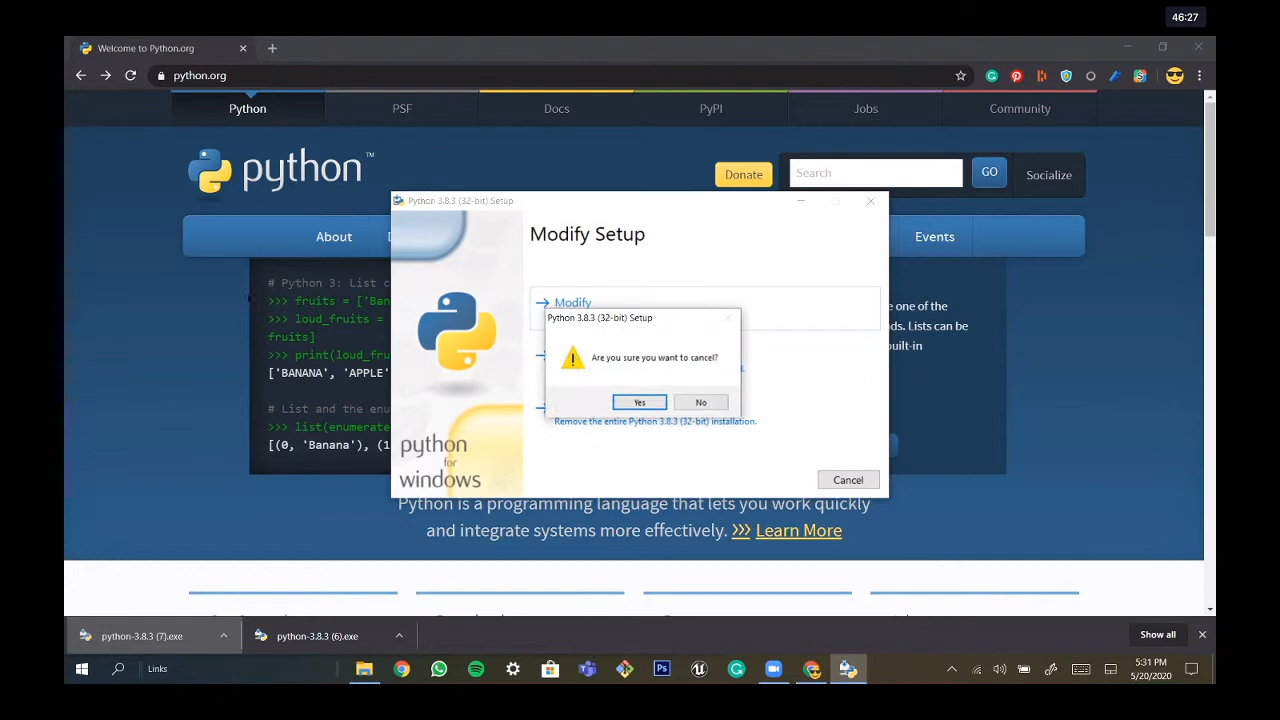 46:27
Welcome to Python.org
python.org
Python
PSF
Docs
PyPI
Jobs
Community
python™
Donate
Search
GO
Socialize
About
Events
# Python 3: List c
>>> fruits = ['Ban
>>> loud_fruits =
fruits]
>>> print(loud_fru
['BANANA', 'APPLE'
# List and the enu
>>> list(enumerate
[(0, 'Banana'), (1
e one of the
ds. Lists can be
uilt-in
Python 3.8.3 (32-bit) Setup
Modify Setup
Modify
Python 3.8.3 (32-bit) Setup
Are you sure you want to cancel?
Yes
No
Remove the entire Python 3.8.3 (32-bit) installation.
python
for
windows
Cancel
Python is a programming language that lets you work quickly
and integrate systems more effectively. >>> Learn More
python-3.8.3 (7).exe
python-3.8.3 (6).exe
Show all
Links
Ps
5:31 PM
5/20/2020